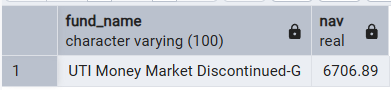 fund_name
character varying (100)
nav
real
1
UTI Money Market Discontinued-G
6706.89